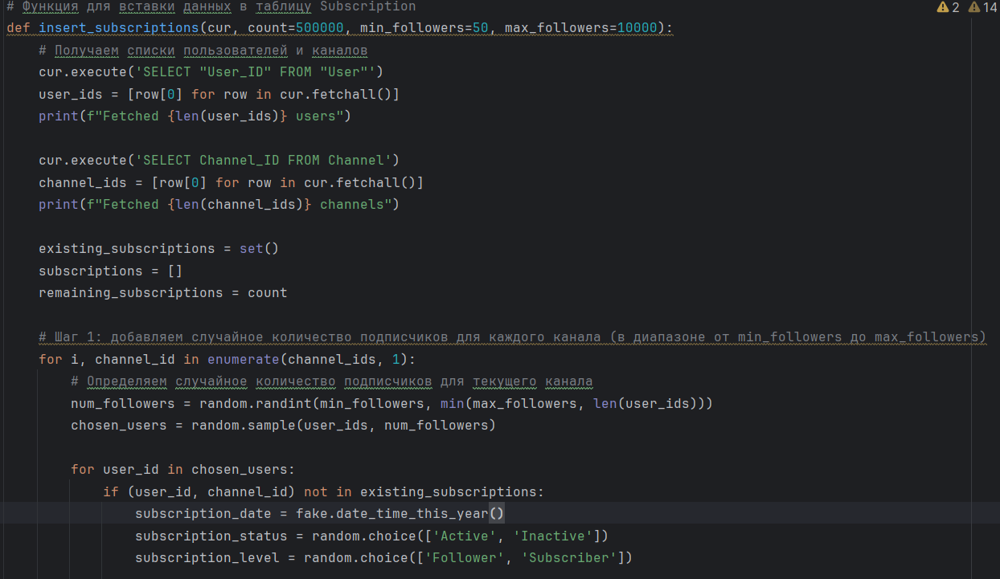 # Функция для вставки данных в таблицу Subscription
2 14
def insert_subscriptions(cur, count=500000, min_followers=50, max_followers=10000):
# Получаем списки пользователей и каналов
cur.execute('SELECT "User_ID" FROM "User"')
user_ids = [row[0] for row in cur.fetchall()]
print(f"Fetched {len(user_ids)} users")
cur.execute('SELECT Channel_ID FROM Channel')
channel_ids = [row[0] for row in cur.fetchall()]
print(f"Fetched {len(channel_ids)} channels")
existing_subscriptions = set()
subscriptions = []
remaining_subscriptions = count
# Шаг 1: добавляем случайное количество подписчиков для каждого канала (в диапазоне от min_followers до max_followers)
for i, channel_id in enumerate(channel_ids, 1):
# Определяем случайное количество подписчиков для текущего канала
num_followers = random.randint(min_followers, min(max_followers, len(user_ids)))
chosen_users = random.sample(user_ids, num_followers)
for user_id in chosen_users:
if (user_id, channel_id) not in existing_subscriptions:
subscription_date = fake.date_time_this_year()
subscription_status = random.choice(['Active', 'Inactive'])
subscription_level = random.choice(['Follower', 'Subscriber'])